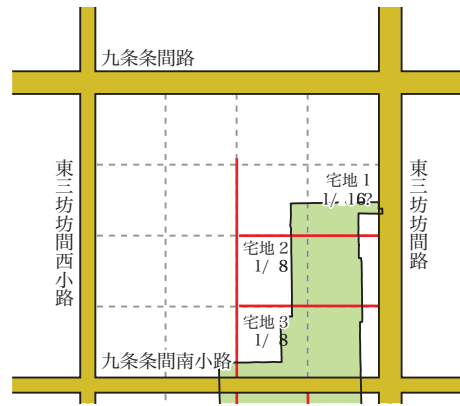 九条条間路
東三坊坊間西小路
東三坊坊間路
宅地 1
1/ 16?
宅地 2
1/ 8
宅地 3
1/ 8
九条条間南小路